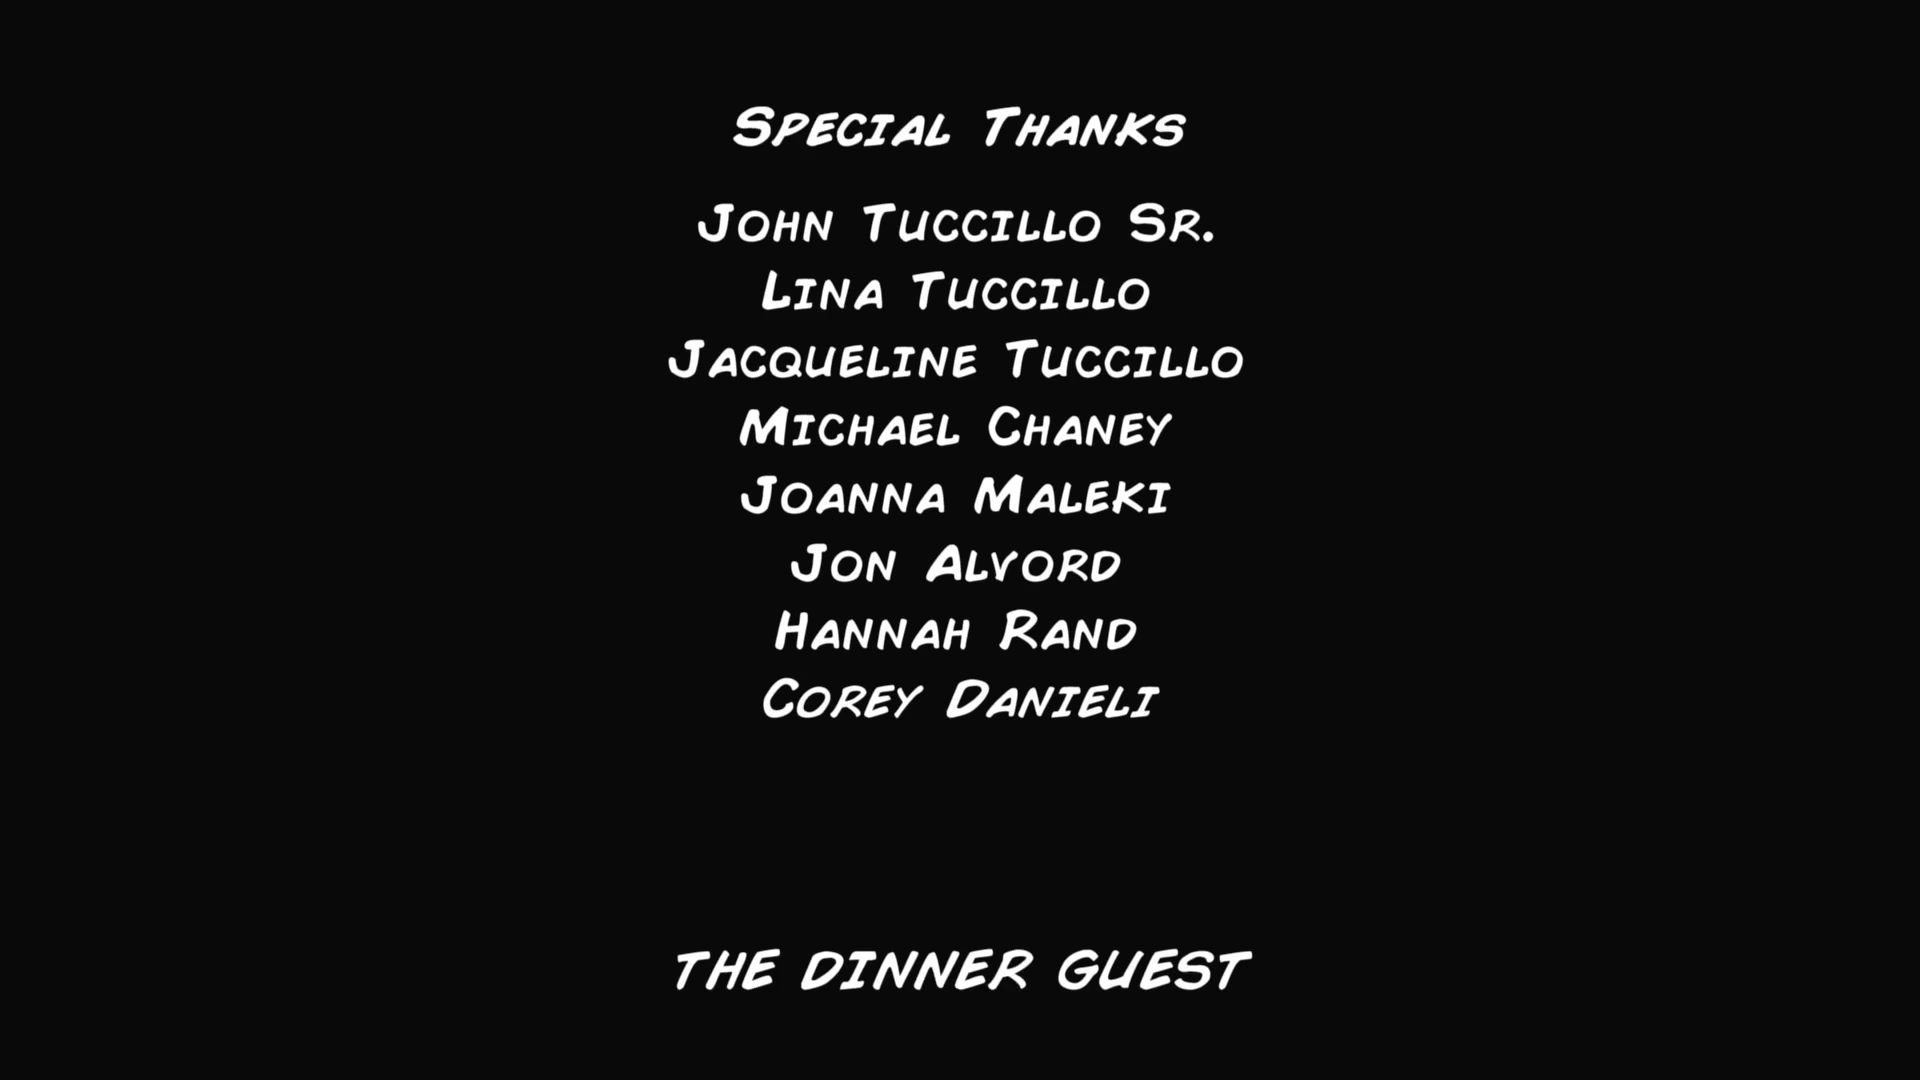 Special Thanks
John Tuccillo Sr.
Lina Tuccillo
Jacqueline Tuccillo
Michael Chaney
Joanna Maleki
Jon Alvord
Hannah Rand
Corey Danieli
THE DINNER GUEST